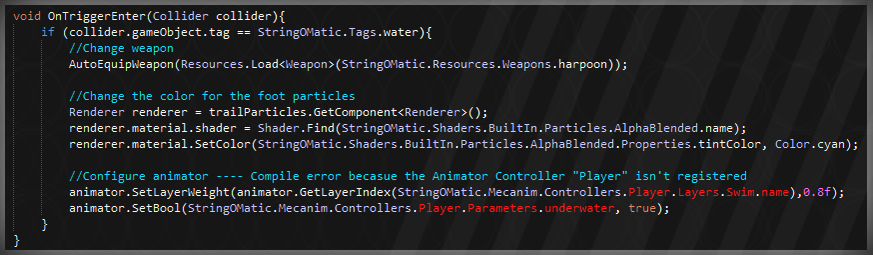 void OnTriggerEnter(Collider collider){
if (collider.gameObject.tag == StringOMatic.Tags.water){
//Change weapon
AutoEquipWeapon(Resources.Load<Weapon>(StringOMatic.Resources.Weapons.harpoon));
//Change the color for the foot particles
Renderer renderer = trailParticles.GetComponent<Renderer>();
renderer.material.shader = Shader.Find(StringOMatic.Shaders.BuiltIn.Particles.AlphaBlended.name);
renderer.material.SetColor(StringOMatic.Shaders.BuiltIn.Particles.AlphaBlended.Properties.tintColor, Color.cyan);
//Configure animator ---- Compile error becasue the Animator Controller "Player" isn't registered
animator.SetLayerWeight(animator.GetLayerIndex(StringOMatic.Mecanim.Controllers.Player.Layers.Swim.name),0.8f);
animator.SetBool(StringOMatic.Mecanim.Controllers.Player.Parameters.underwater, true);
}
}